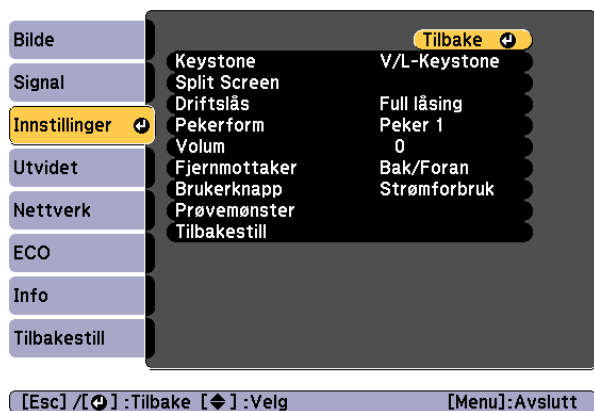 Bilde
Signal
Innstillinger
Utvidet
Nettverk
ECO
Info
Tilbakestill
Tilbake
Keystone V/L-Keystone
Split Screen
Driftslås Full låsing
Pekerform Peker 1
Volum 0
Fjernmottaker Bak/Foran
Brukerknapp Strømforbruk
Prøvemønster
Tilbakestill
[Esc] /[ ] :Tilbake [ ] :Velg [Menu]:Avslutt